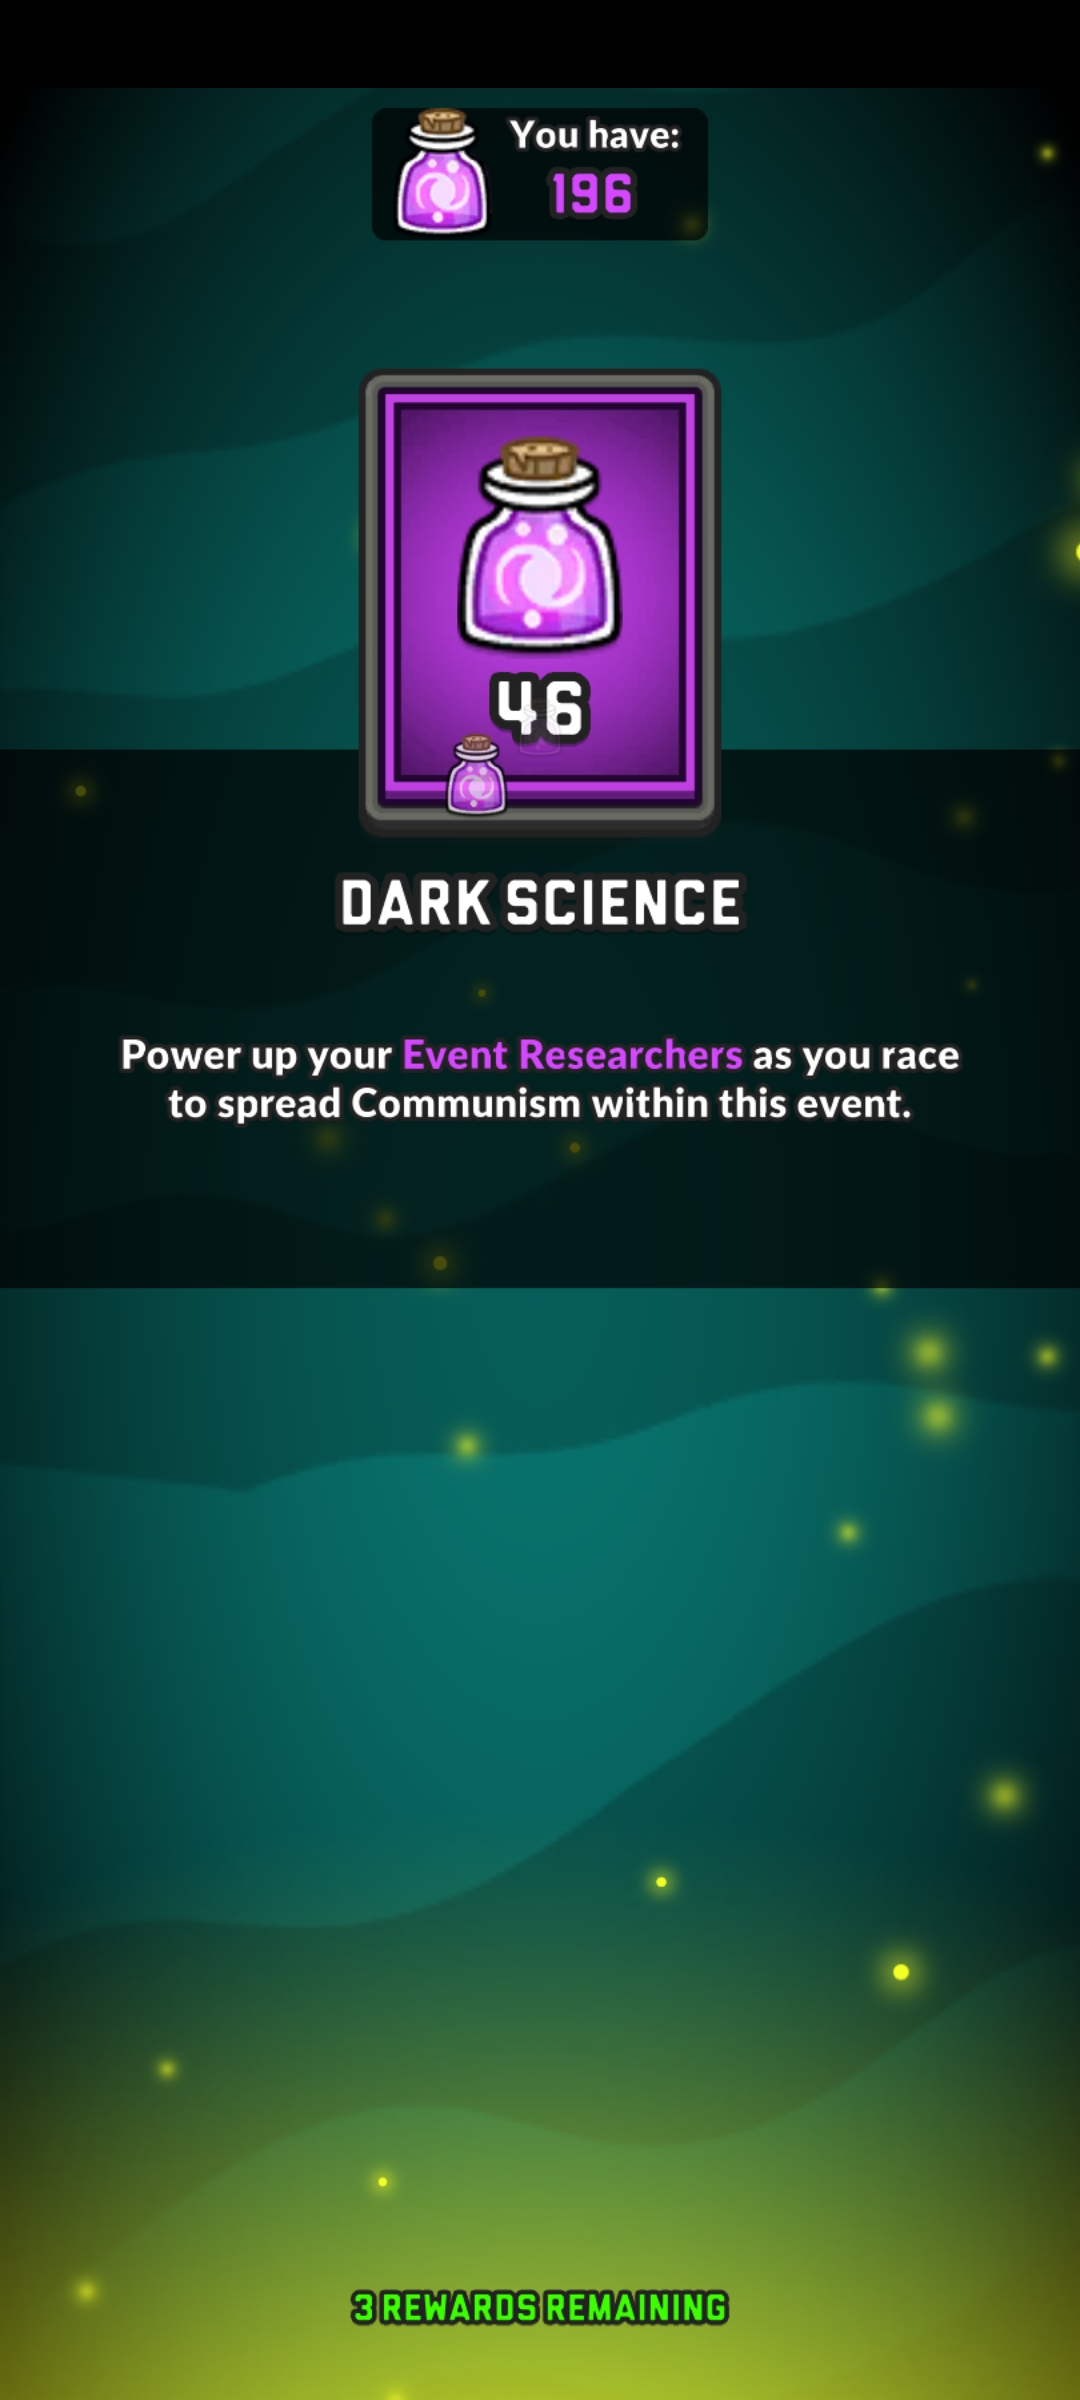 You have:
196
46
DARK SCIENCE
Power up your Event Researchers as you race
to spread Communism within this event.
3 REWARDS REMAINING